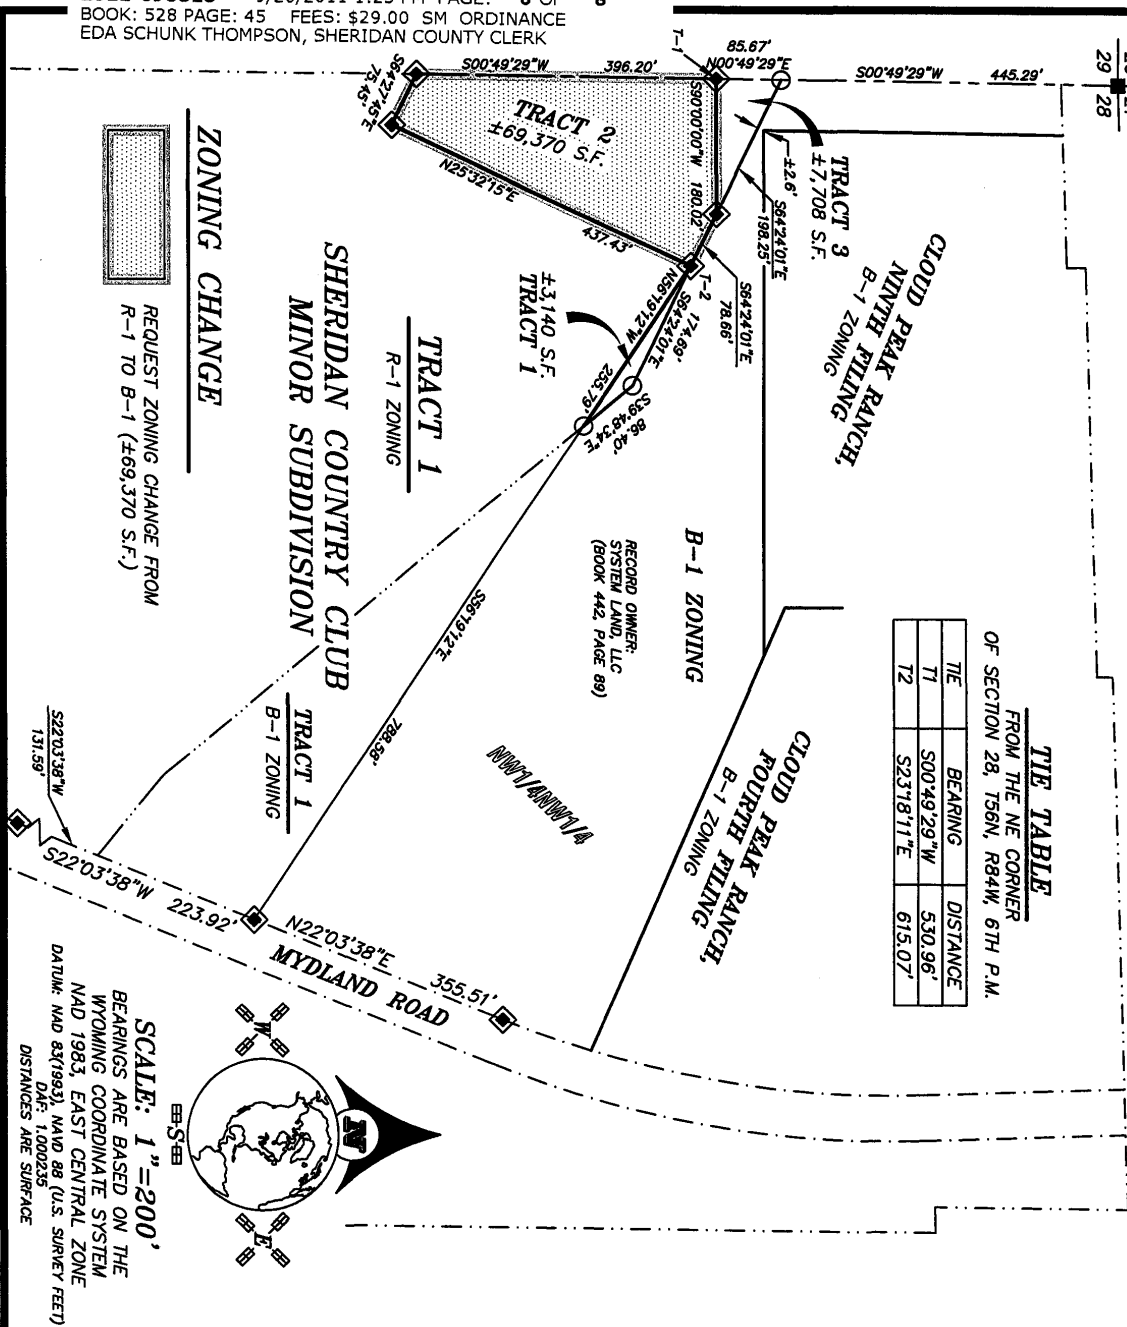 BOOK: 528 PAGE: 45 FEES: $29.00 SM ORDINANCE
EDA SCHUNK THOMPSON, SHERIDAN COUNTY CLERK
29
28
S00°49'29"W 445.29'
85.67'
N00°49'29"E
T-1
S00°49'29"W 396.20'
S64°27'45"E
75.45'
S90°00'00"W 180.02'
TRACT 2
±69,370 S.F.
N25°32'15"E 437.43'
TRACT 3
±7,708 S.F.
±2.6'
S64°24'01"E
198.25'
S64°24'01"E
78.66'
T-2
S64°24'01"E
174.69'
N56°19'12"W 255.79'
S39°48'34"E
86.40'
±3,140 S.F.
TRACT 1
CLOUD PEAK RANCH,
NINTH FILING
B-1 ZONING
TIE TABLE
FROM THE NE CORNER
OF SECTION 28, T56N, R84W, 6TH P.M.
TIE BEARING DISTANCE
T1 S00°49'29"W 530.96'
T2 S23°18'11"E 615.07'
B-1 ZONING
RECORD OWNER:
SYSTEM LAND, LLC
(BOOK 442, PAGE 89)
CLOUD PEAK RANCH,
FOURTH FILING
B-1 ZONING
NW1/4NW1/4
TRACT 1
R-1 ZONING
SHERIDAN COUNTRY CLUB
MINOR SUBDIVISION
S56°19'12"E 788.58'
TRACT 1
B-1 ZONING
S22°03'38"W
131.59'
S22°03'38"W 223.92'
N22°03'38"E 355.51'
MYDLAND ROAD
ZONING CHANGE
REQUEST ZONING CHANGE FROM
R-1 TO B-1 (±69,370 S.F.)
N
W
E
S
SCALE: 1"=200'
BEARINGS ARE BASED ON THE
WYOMING COORDINATE SYSTEM
NAD 1983, EAST CENTRAL ZONE
DATUM: NAD 83(1993), NAVD 88 (U.S. SURVEY FEET)
DAF: 1.000235
DISTANCES ARE SURFACE